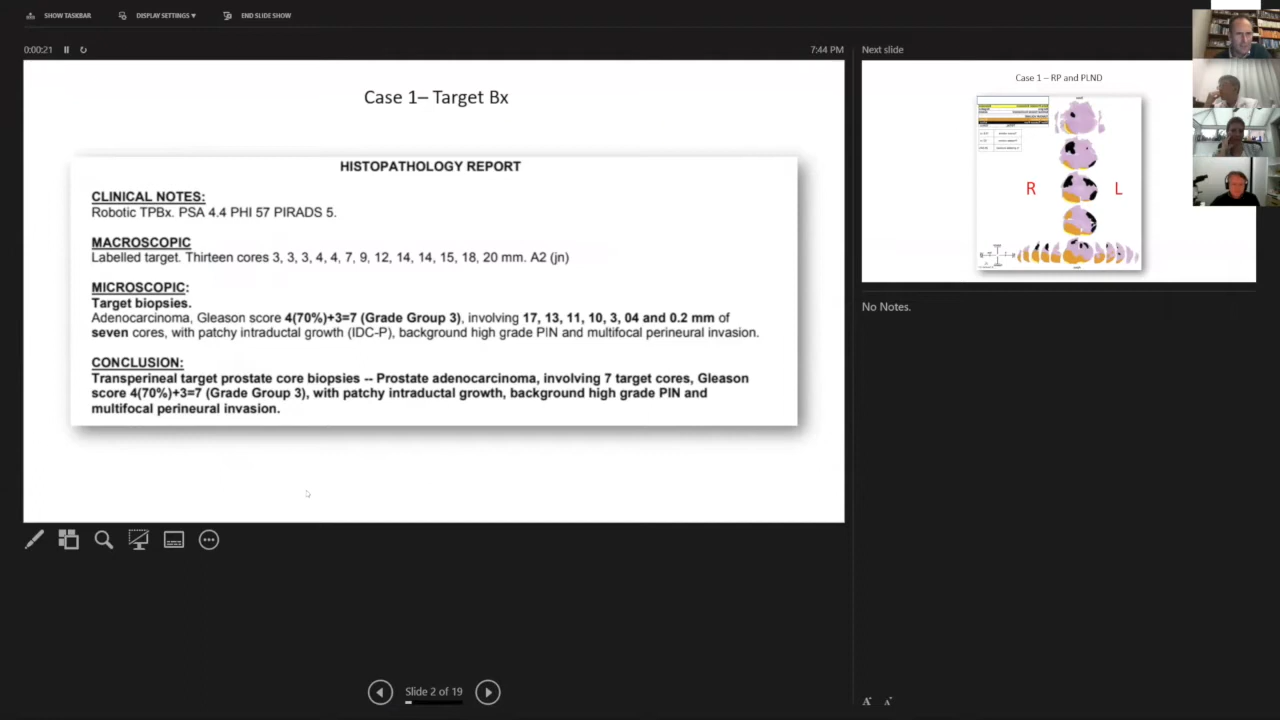 SHOW TASKBAR
DISPLAY SETTINGS ▾
END SLIDE SHOW
0:00:21
7:44 PM
Case 1– Target Bx
HISTOPATHOLOGY REPORT
CLINICAL NOTES:
Robotic TPBx. PSA 4.4 PHI 57 PIRADS 5.
MACROSCOPIC
Labelled target. Thirteen cores 3, 3, 3, 4, 4, 7, 9, 12, 14, 14, 15, 18, 20 mm. A2 (jn)
MICROSCOPIC:
Target biopsies.
Adenocarcinoma, Gleason score 4(70%)+3=7 (Grade Group 3), involving 17, 13, 11, 10, 3, 04 and 0.2 mm of
seven cores, with patchy intraductal growth (IDC-P), background high grade PIN and multifocal perineural invasion.
CONCLUSION:
Transperineal target prostate core biopsies -- Prostate adenocarcinoma, involving 7 target cores, Gleason
score 4(70%)+3=7 (Grade Group 3), with patchy intraductal growth, background high grade PIN and
multifocal perineural invasion.
Slide 2 of 19
Next slide
Case 1 – RP and PLND
R
L
No Notes.
A
A